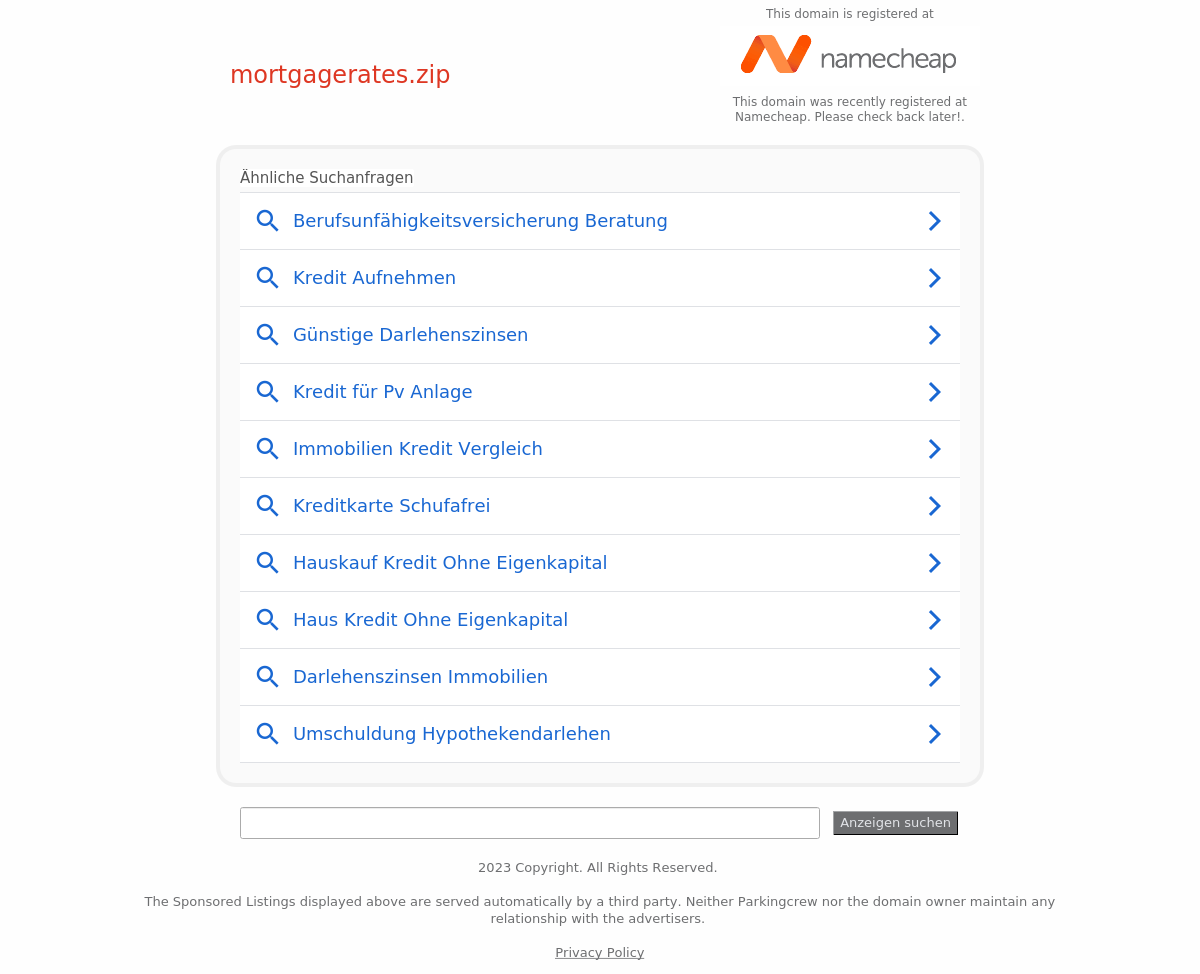 This domain is registered at
namecheap
mortgagerates.zip
This domain was recently registered at
Namecheap. Please check back later!.
Ähnliche Suchanfragen
Berufsunfähigkeitsversicherung Beratung
Kredit Aufnehmen
Günstige Darlehenszinsen
Kredit für Pv Anlage
Immobilien Kredit Vergleich
Kreditkarte Schufafrei
Hauskauf Kredit Ohne Eigenkapital
Haus Kredit Ohne Eigenkapital
Darlehenszinsen Immobilien
Umschuldung Hypothekendarlehen
Anzeigen suchen
2023 Copyright. All Rights Reserved.
The Sponsored Listings displayed above are served automatically by a third party. Neither Parkingcrew nor the domain owner maintain any
relationship with the advertisers.
Privacy Policy